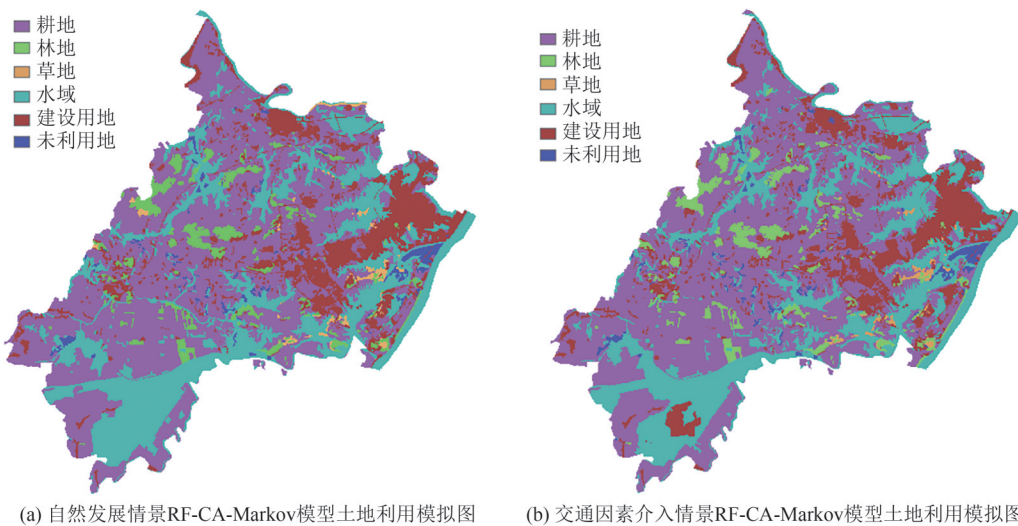 耕地
林地
草地
水域
建设用地
未利用地
耕地
林地
草地
水域
建设用地
未利用地
(a) 自然发展情景RF-CA-Markov模型土地利用模拟图
(b) 交通因素介入情景RF-CA-Markov模型土地利用模拟图